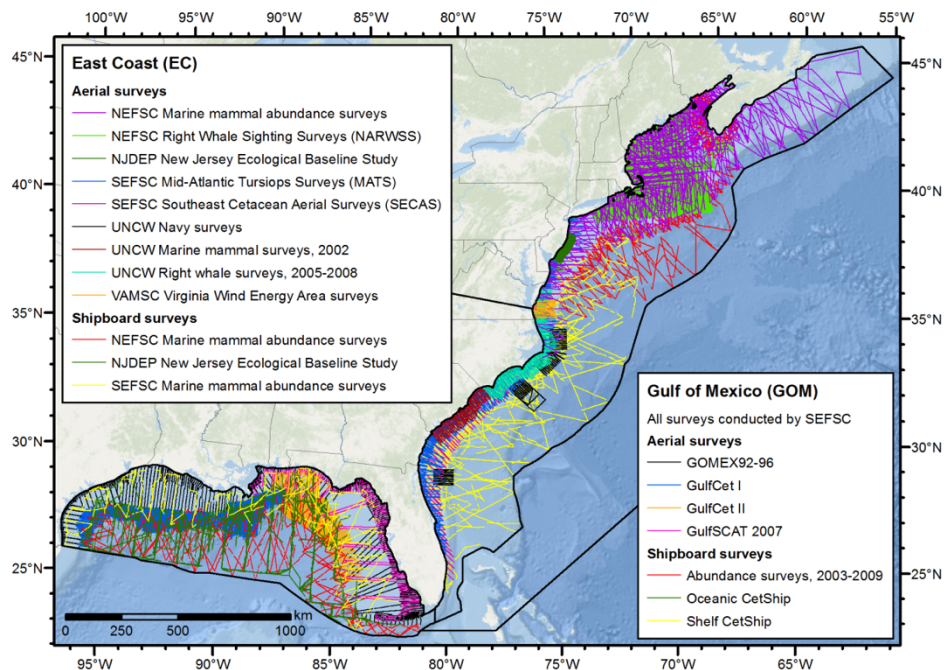 100°W 95°W 90°W 85°W 80°W 75°W 70°W 65°W 60°W 55°W
45°N
40°N
35°N
30°N
25°N
East Coast (EC)
Aerial surveys
NEFSC Marine mammal abundance surveys
NEFSC Right Whale Sighting Surveys (NARWSS)
NJDEP New Jersey Ecological Baseline Study
SEFSC Mid-Atlantic Tursiops Surveys (MATS)
SEFSC Southeast Cetacean Aerial Surveys (SECAS)
UNCW Navy surveys
UNCW Marine mammal surveys, 2002
UNCW Right whale surveys, 2005-2008
VAMSC Virginia Wind Energy Area surveys
Shipboard surveys
NEFSC Marine mammal abundance surveys
NJDEP New Jersey Ecological Baseline Study
SEFSC Marine mammal abundance surveys
45°N
40°N
35°N
30°N
25°N
Gulf of Mexico (GOM)
All surveys conducted by SEFSC
Aerial surveys
GOMEX92-96
GulfCet I
GulfCet II
GulfSCAT 2007
Shipboard surveys
Abundance surveys, 2003-2009
Oceanic CetShip
Shelf CetShip
km
0 250 500 1000
95°W 90°W 85°W 80°W 75°W 70°W 65°W 60°W